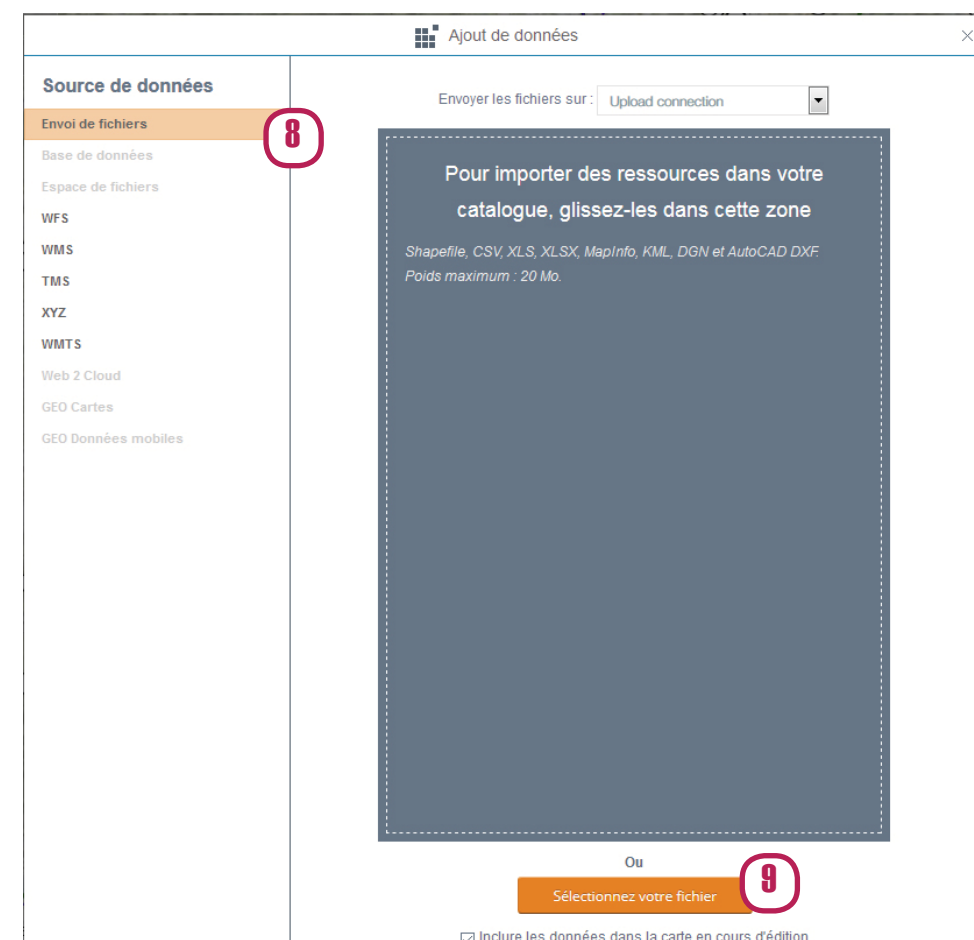 Ajout de données
Source de données
Envoi de fichiers
8
Base de données
Espace de fichiers
WFS
WMS
TMS
XYZ
WMTS
Web 2 Cloud
GEO Cartes
GEO Données mobiles
Envoyer les fichiers sur : Upload connection
Pour importer des ressources dans votre
catalogue, glissez-les dans cette zone
Shapefile, CSV, XLS, XLSX, MapInfo, KML, DGN et AutoCAD DXF.
Poids maximum : 20 Mo.
Ou
Sélectionnez votre fichier
9
Inclure les données dans la carte en cours d'édition